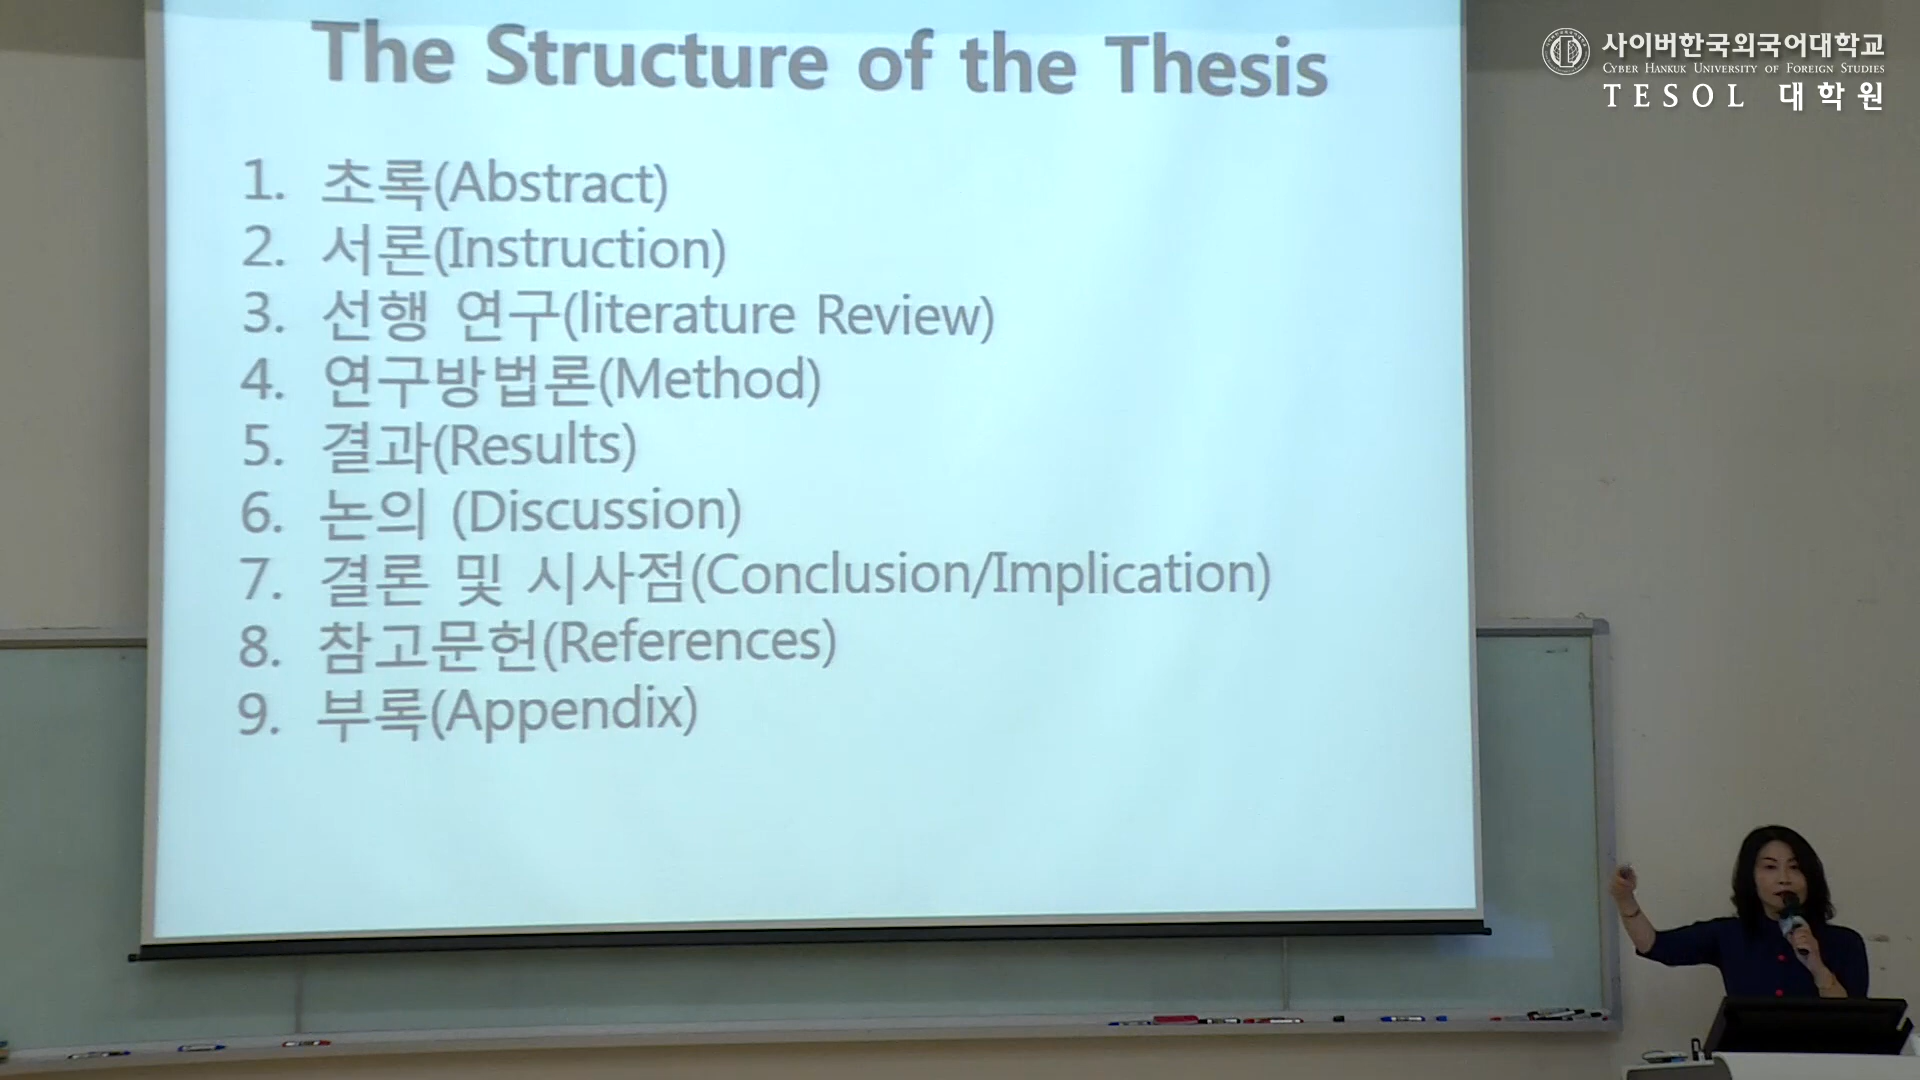 The Structure of the Thesis
1. 초록(Abstract)
2. 서론(Instruction)
3. 선행 연구(literature Review)
4. 연구방법론(Method)
5. 결과(Results)
6. 논의 (Discussion)
7. 결론 및 시사점(Conclusion/Implication)
8. 참고문헌(References)
9. 부록(Appendix)
사이버한국외국어대학교
CYBER HANKUK UNIVERSITY OF FOREIGN STUDIES
TESOL 대학원